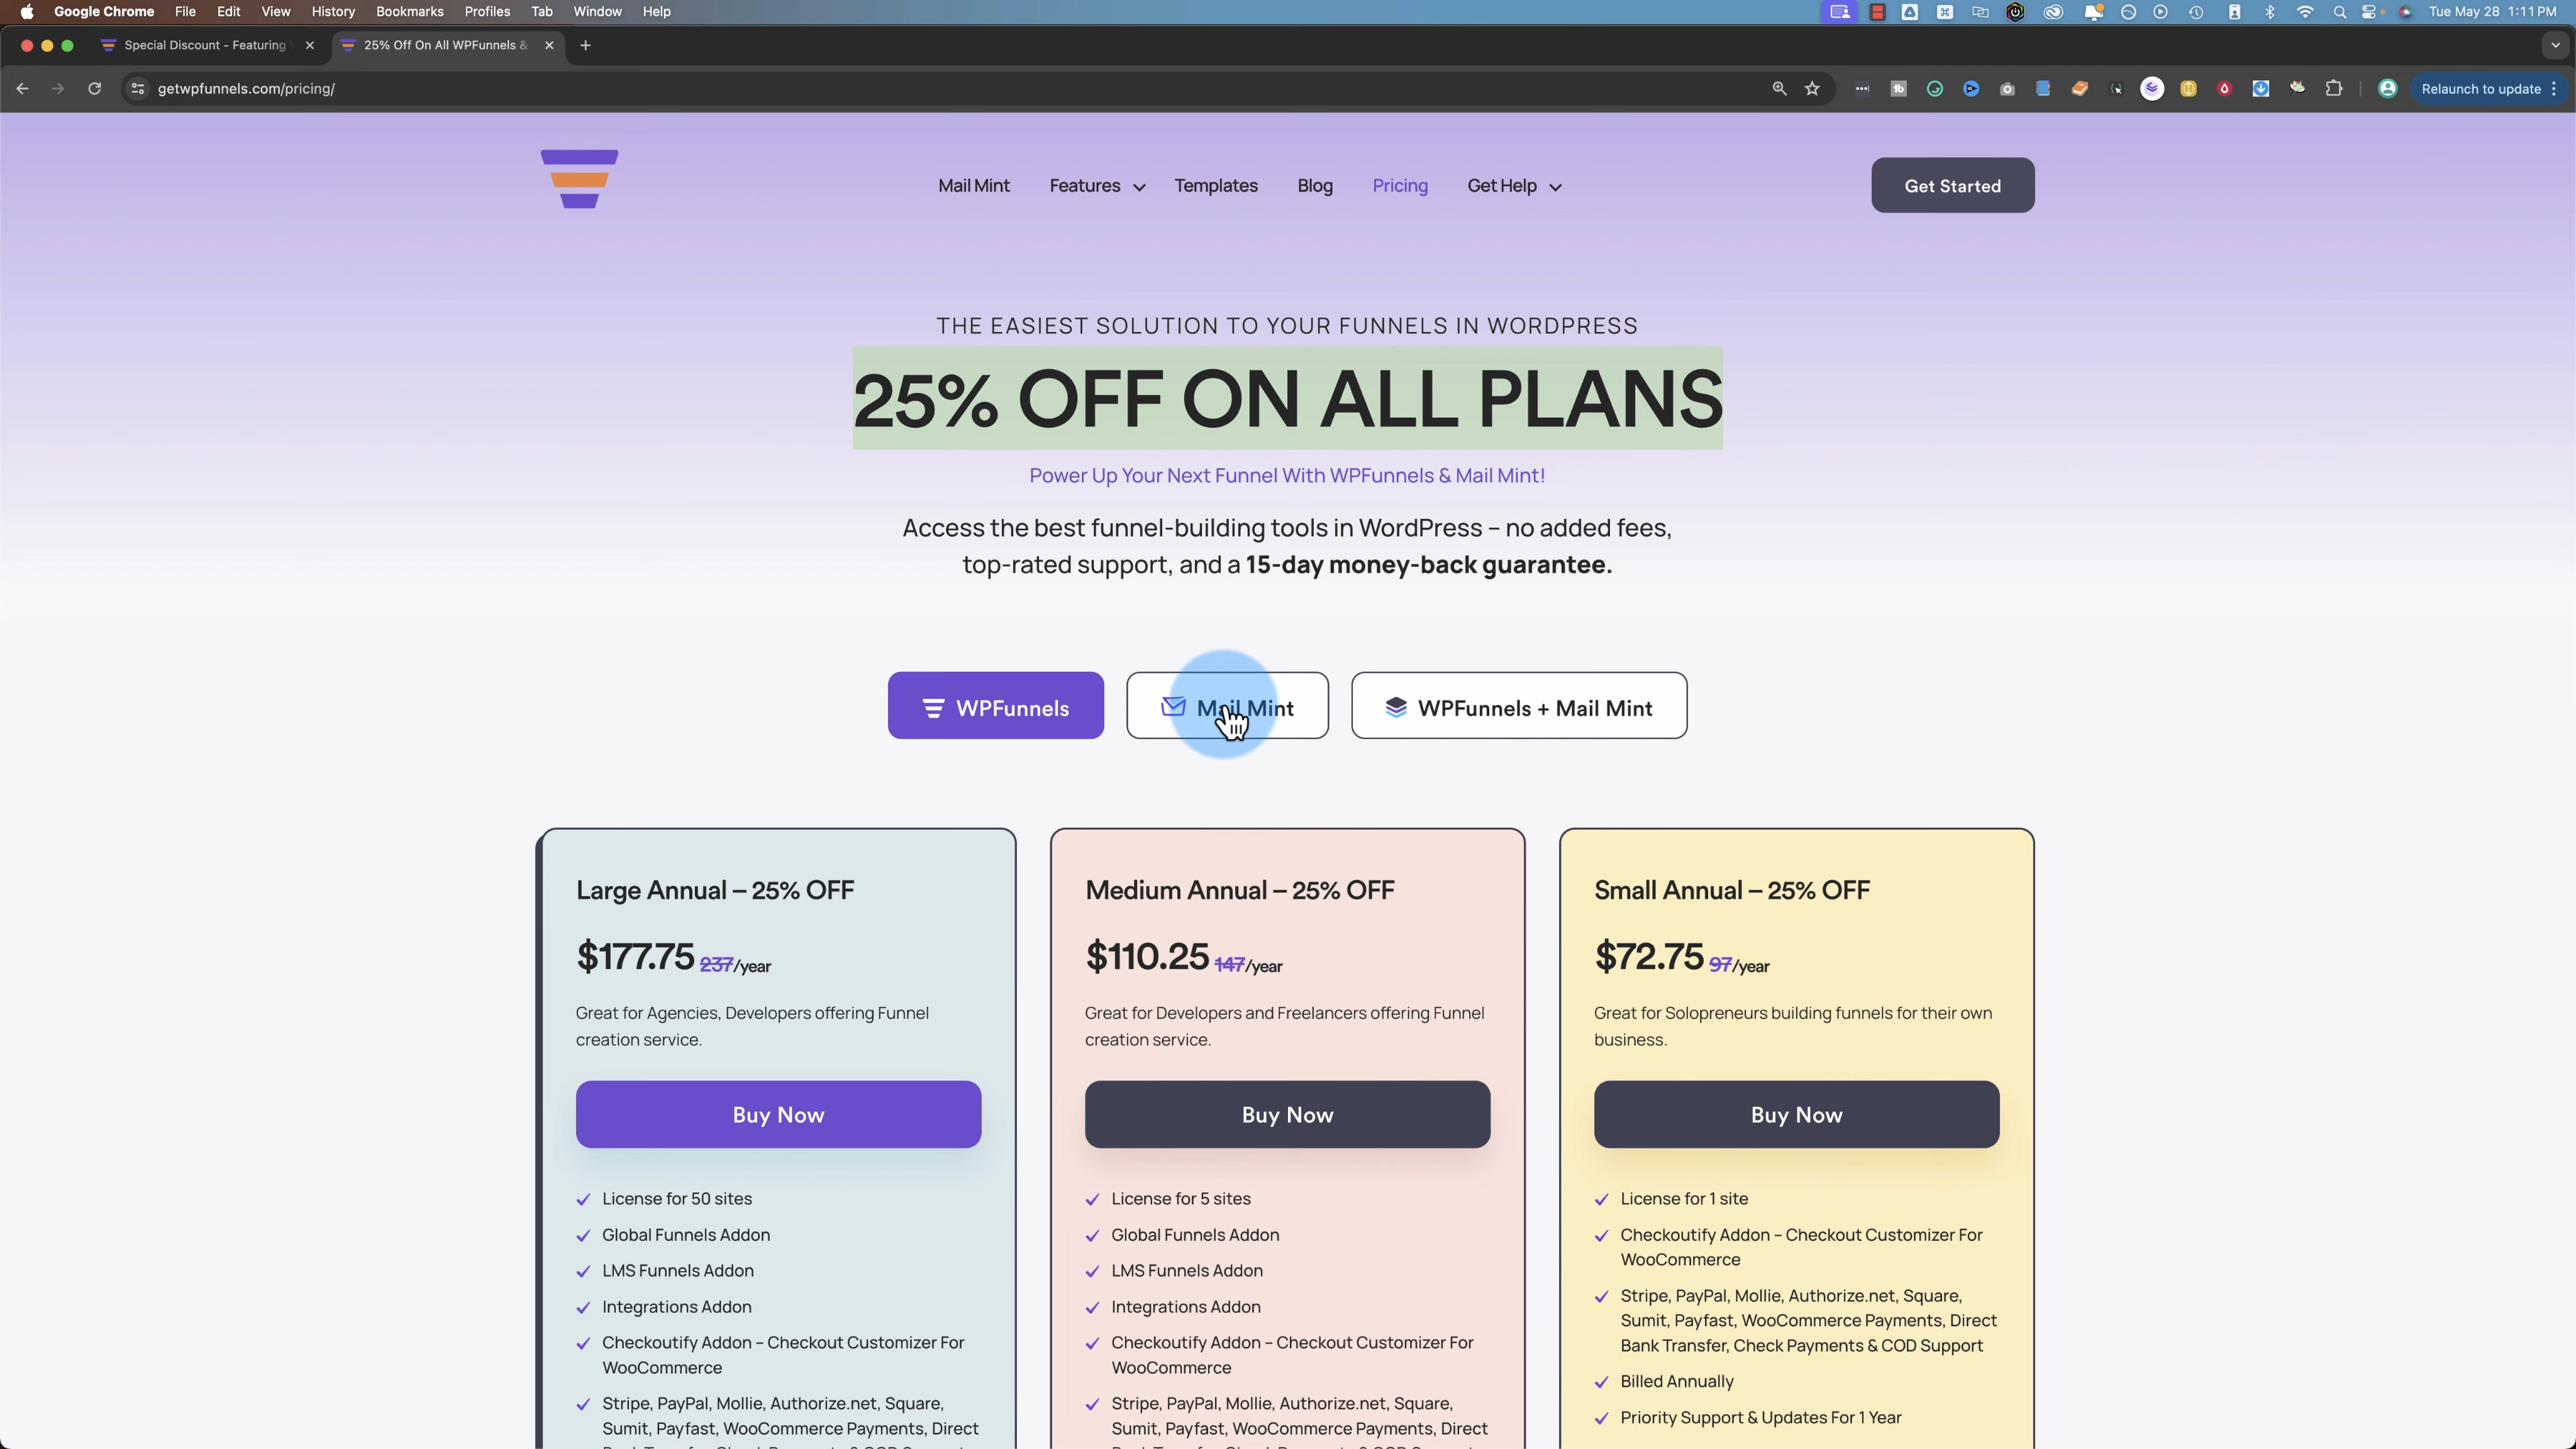 Google Chrome File Edit View History Bookmarks Profiles Tab Window Help
Tue May 28 1:11 PM
Special Discount - Featuring
25% Off On All WPFunnels &
getwpfunnels.com/pricing/
Relaunch to update
Mail Mint Features Templates Blog Pricing Get Help
Get Started
THE EASIEST SOLUTION TO YOUR FUNNELS IN WORDPRESS
25% OFF ON ALL PLANS
Power Up Your Next Funnel With WPFunnels & Mail Mint!
Access the best funnel-building tools in WordPress – no added fees,
top-rated support, and a 15-day money-back guarantee.
WPFunnels
Mail Mint
WPFunnels + Mail Mint
Large Annual – 25% OFF
$177.75 237/year
Great for Agencies, Developers offering Funnel
creation service.
Buy Now
License for 50 sites
Global Funnels Addon
LMS Funnels Addon
Integrations Addon
Checkoutify Addon – Checkout Customizer For
WooCommerce
Stripe, PayPal, Mollie, Authorize.net, Square,
Sumit, Payfast, WooCommerce Payments, Direct
Medium Annual – 25% OFF
$110.25 147/year
Great for Developers and Freelancers offering Funnel
creation service.
Buy Now
License for 5 sites
Global Funnels Addon
LMS Funnels Addon
Integrations Addon
Checkoutify Addon – Checkout Customizer For
WooCommerce
Stripe, PayPal, Mollie, Authorize.net, Square,
Sumit, Payfast, WooCommerce Payments, Direct
Small Annual – 25% OFF
$72.75 97/year
Great for Solopreneurs building funnels for their own
business.
Buy Now
License for 1 site
Checkoutify Addon – Checkout Customizer For
WooCommerce
Stripe, PayPal, Mollie, Authorize.net, Square,
Sumit, Payfast, WooCommerce Payments, Direct
Bank Transfer, Check Payments & COD Support
Billed Annually
Priority Support & Updates For 1 Year